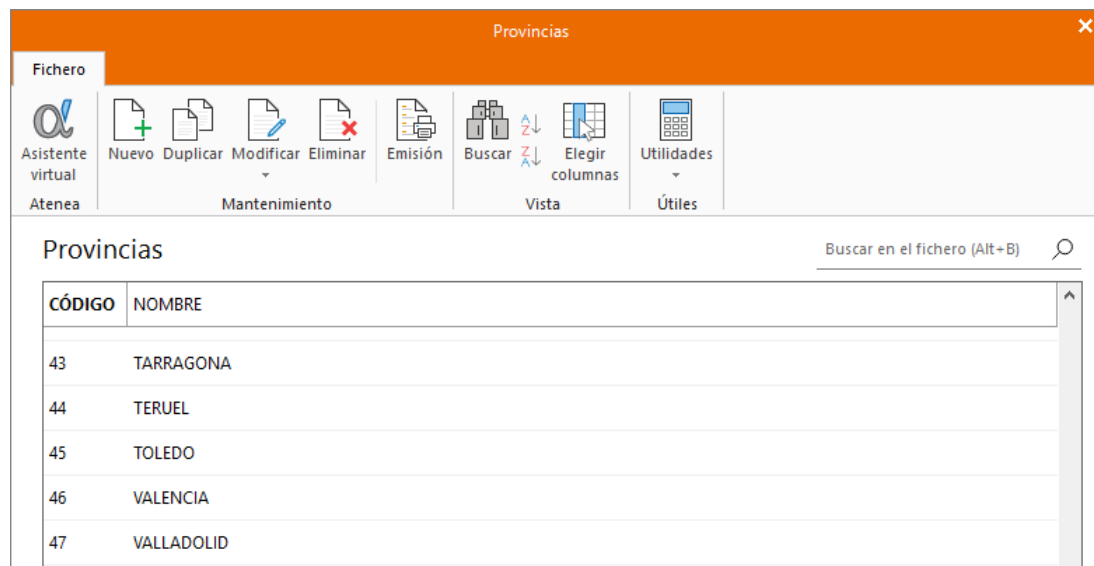 Provincias
Fichero
Asistente virtual
Nuevo Duplicar Modificar Eliminar Emisión Buscar Elegir columnas Utilidades
Atenea Mantenimiento Vista Útiles
Provincias Buscar en el fichero (Alt+B)
CÓDIGO NOMBRE
43 TARRAGONA
44 TERUEL
45 TOLEDO
46 VALENCIA
47 VALLADOLID